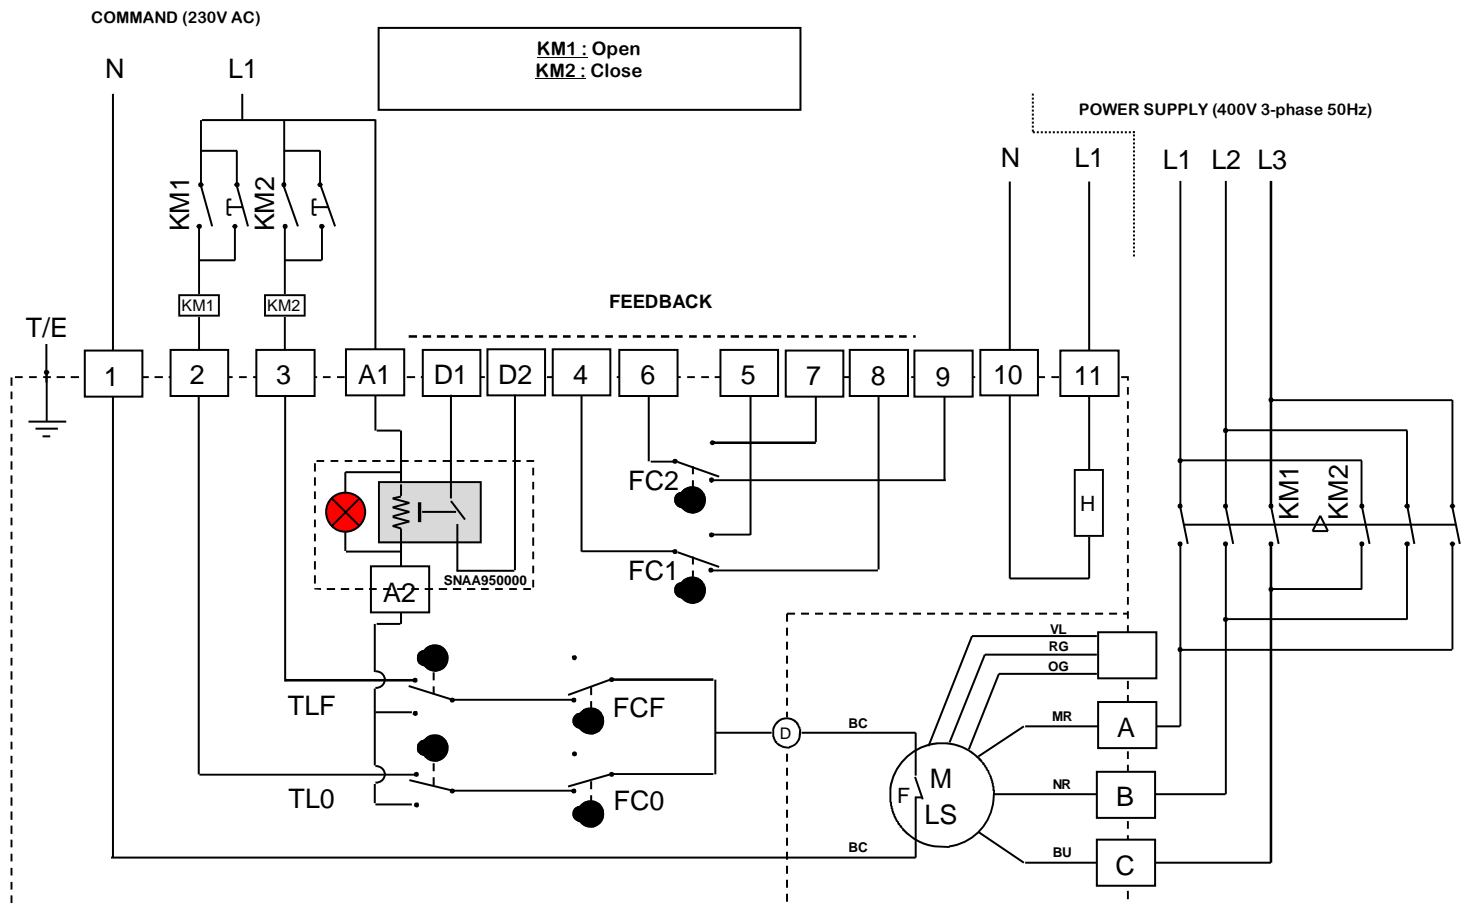 COMMAND (230V AC)
KM1 : Open
KM2 : Close
N
L1
POWER SUPPLY (400V 3-phase 50Hz)
N
L1
L1
L2
L3
KM1
KM2
KM1
KM2
FEEDBACK
T/E
1
2
3
A1
D1
D2
4
6
5
7
8
9
10
11
FC2
H
KM1
KM2
FC1
SNAA950000
A2
VL
RG
OG
TLF
FCF
D
BC
MR
A
TL0
FC0
F
M
LS
NR
B
BC
BU
C